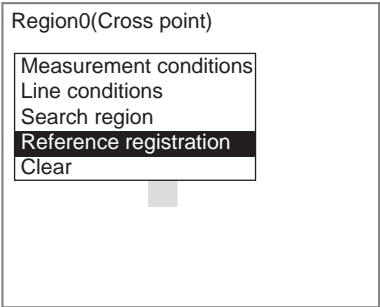 Region0(Cross point)
Measurement conditions
Line conditions
Search region
Reference registration
Clear